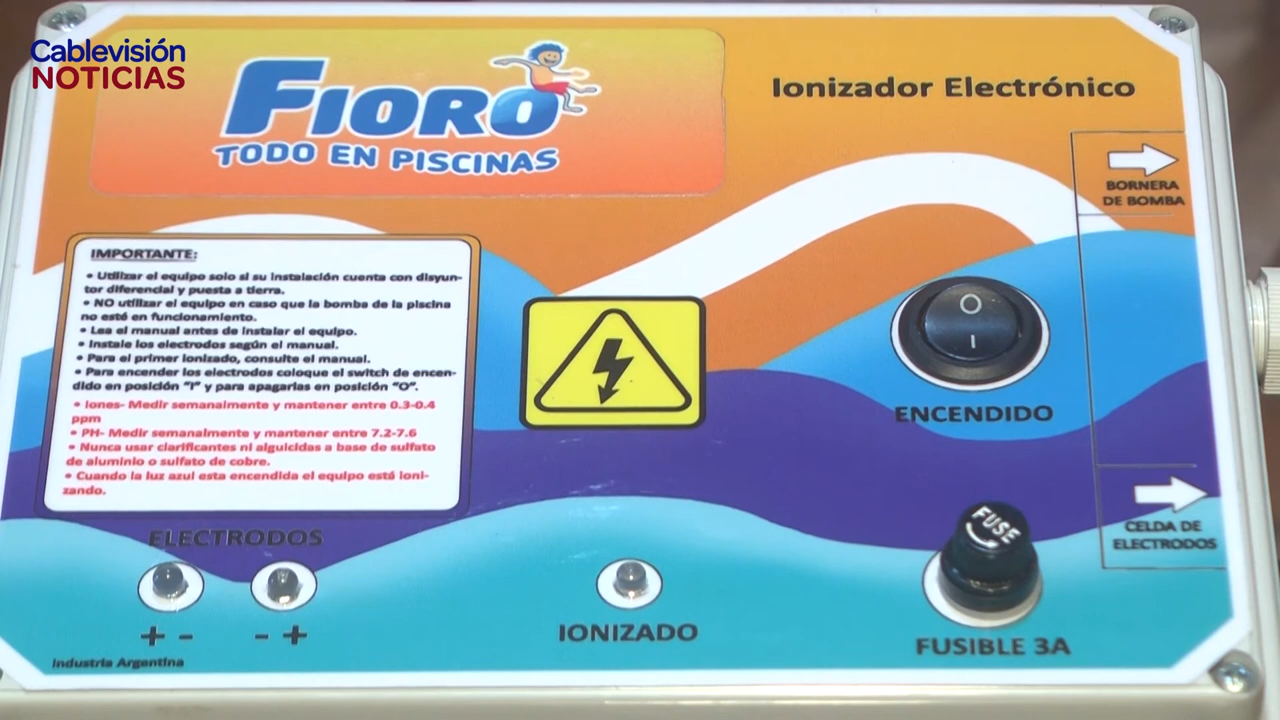 Cablevisión
NOTICIAS
FIORO
TODO EN PISCINAS
Ionizador Electrónico
BORNERA
DE BOMBA
IMPORTANTE:
• Utilizar el equipo solo si su instalación cuenta con disyun-
tor diferencial y puesta a tierra.
• NO utilizar el equipo en caso que la bomba de la piscina
no esté en funcionamiento.
• Lea el manual antes de instalar el equipo.
• Instale los electrodos según el manual.
• Para el primer ionizado, consulte el manual.
• Para encender los electrodos coloque el switch de encen-
dido en posición "I" y para apagarlas en posición "O".
• Iones- Medir semanalmente y mantener entre 0.3-0.4
ppm
• PH- Medir semanalmente y mantener entre 7.2-7.6
• Nunca usar clarificantes ni alguicidas a base de sulfato
de aluminio o sulfato de cobre.
• Cuando la luz azul esta encendida el equipo está ioni-
zando.
O
I
ENCENDIDO
CELDA DE
ELECTRODOS
FUSE
ELECTRODOS
+ - - +
IONIZADO
FUSIBLE 3A
Industria Argentina